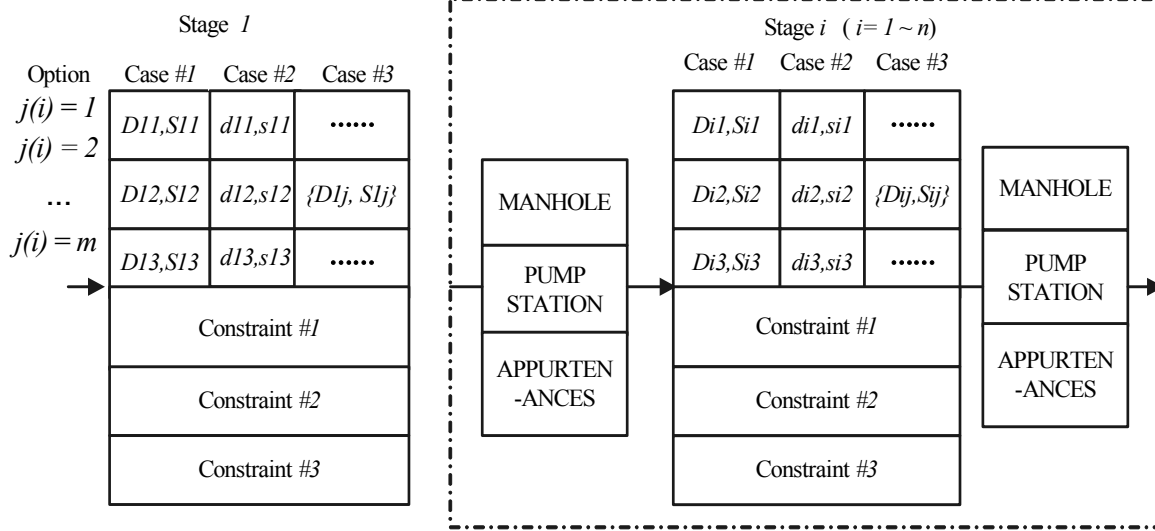 Stage 1
Option
Case #1 Case #2 Case #3
j(i) = 1
j(i) = 2
...
j(i) = m
D11,S11 d11,s11 ......
D12,S12 d12,s12 {D1j, S1j}
D13,S13 d13,s13 ......
Constraint #1
Constraint #2
Constraint #3
Stage i ( i= 1 ~ n)
Case #1 Case #2 Case #3
MANHOLE
PUMP
STATION
APPURTEN
-ANCES
Di1,Si1 di1,si1 ......
Di2,Si2 di2,si2 {Dij,Sij}
Di3,Si3 di3,si3 ......
Constraint #1
Constraint #2
Constraint #3
MANHOLE
PUMP
STATION
APPURTEN
-ANCES